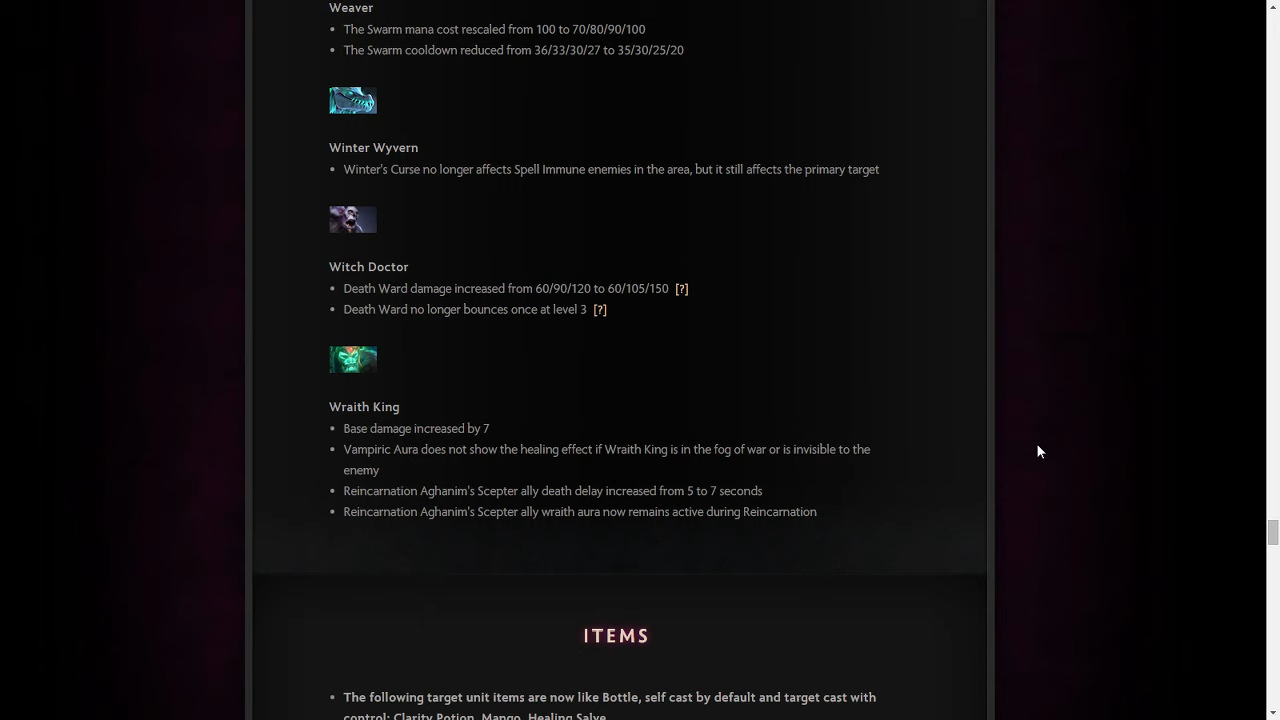 Weaver
• The Swarm mana cost rescaled from 100 to 70/80/90/100
• The Swarm cooldown reduced from 36/33/30/27 to 35/30/25/20
Winter Wyvern
• Winter's Curse no longer affects Spell Immune enemies in the area, but it still affects the primary target
Witch Doctor
• Death Ward damage increased from 60/90/120 to 60/105/150 [?]
• Death Ward no longer bounces once at level 3 [?]
Wraith King
• Base damage increased by 7
• Vampiric Aura does not show the healing effect if Wraith King is in the fog of war or is invisible to the
enemy
• Reincarnation Aghanim's Scepter ally death delay increased from 5 to 7 seconds
• Reincarnation Aghanim's Scepter ally wraith aura now remains active during Reincarnation
ITEMS
• The following target unit items are now like Bottle, self cast by default and target cast with
control: Clarity Potion, Mango, Healing Salve